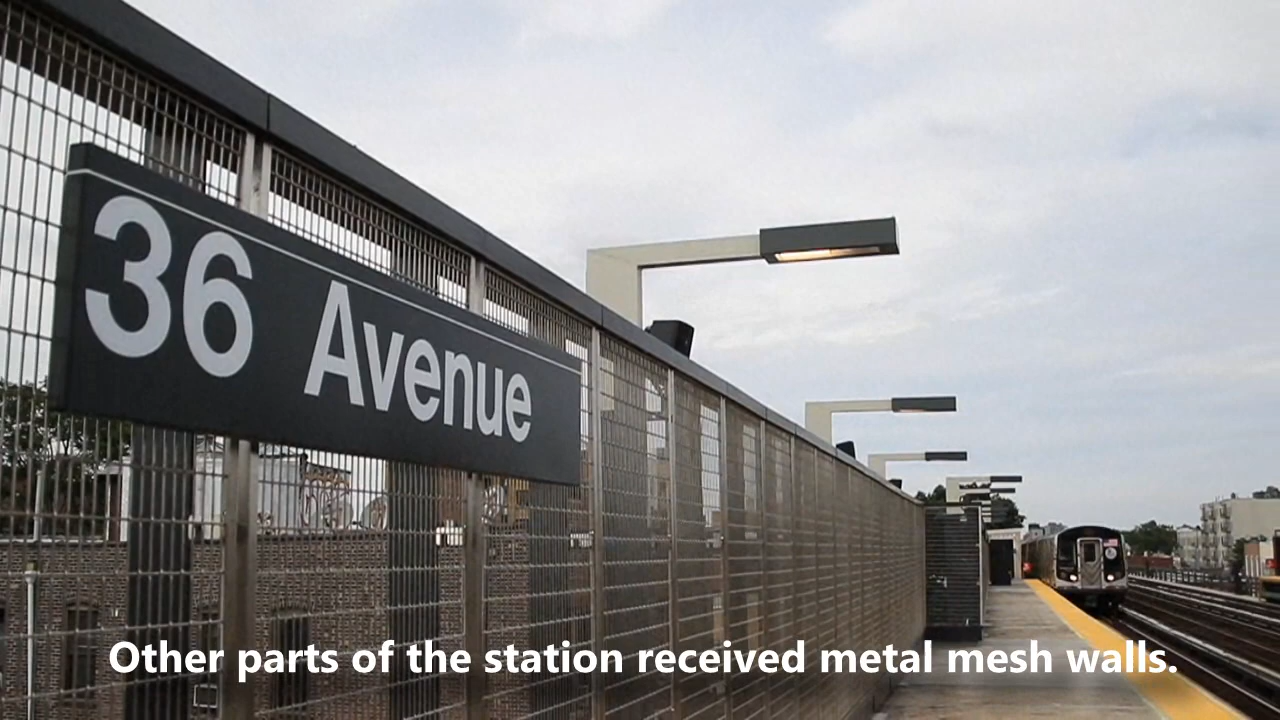 36 Avenue
Other parts of the station received metal mesh walls.